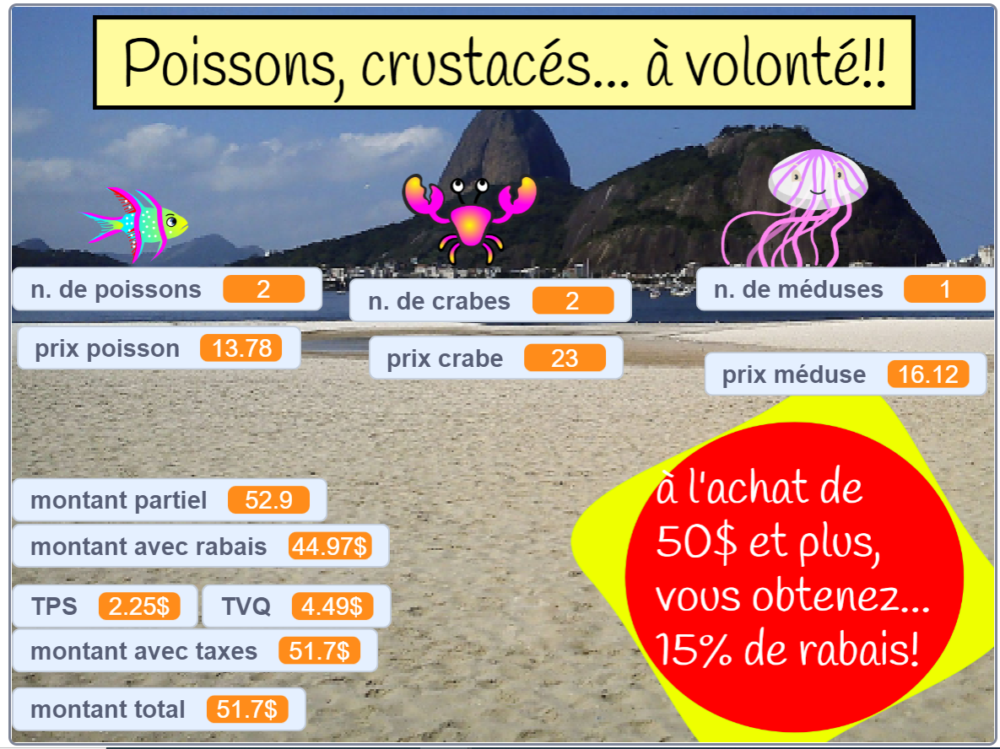 Poissons, crustacés... à volonté!!
n. de poissons 2
n. de crabes 2
n. de méduses 1
prix poisson 13.78
prix crabe 23
prix méduse 16.12
à l'achat de
50$ et plus,
vous obtenez...
15% de rabais!
montant partiel 52.9
montant avec rabais 44.97$
TPS 2.25$ TVQ 4.49$
montant avec taxes 51.7$
montant total 51.7$